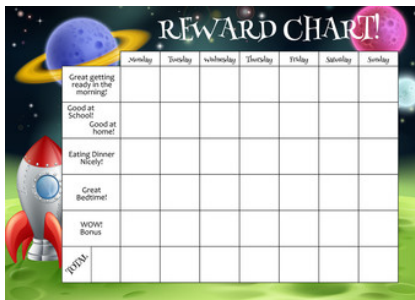 REWARD CHART!
Monday Tuesday Wednesday Thursday Friday Saturday Sunday
Great getting
ready in the
morning!
Good at
School!
Good at
home!
Eating Dinner
Nicely!
Great
Bedtime!
WOW!
Bonus
TOTAL